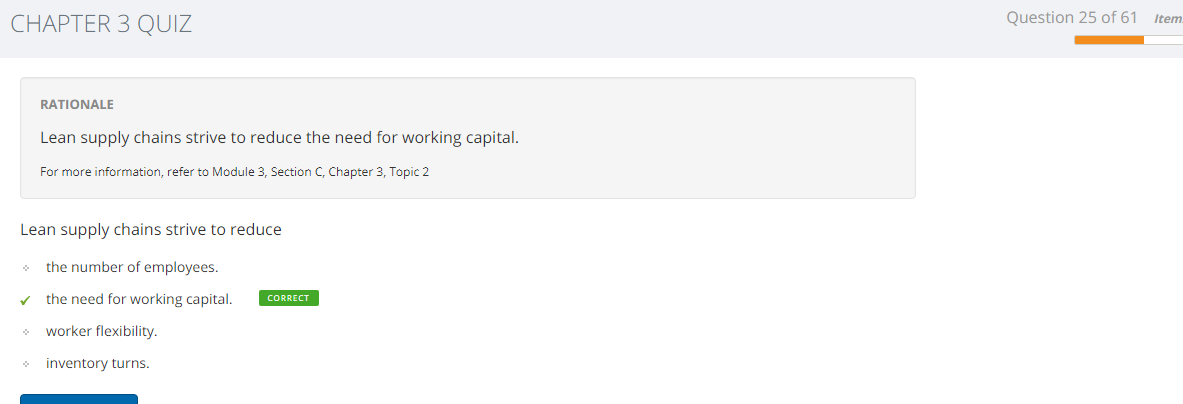 CHAPTER 3 QUIZ
Question 25 of 61 Item
RATIONALE
Lean supply chains strive to reduce the need for working capital.
For more information, refer to Module 3, Section C, Chapter 3, Topic 2
Lean supply chains strive to reduce
the number of employees.
the need for working capital. CORRECT
worker flexibility.
inventory turns.